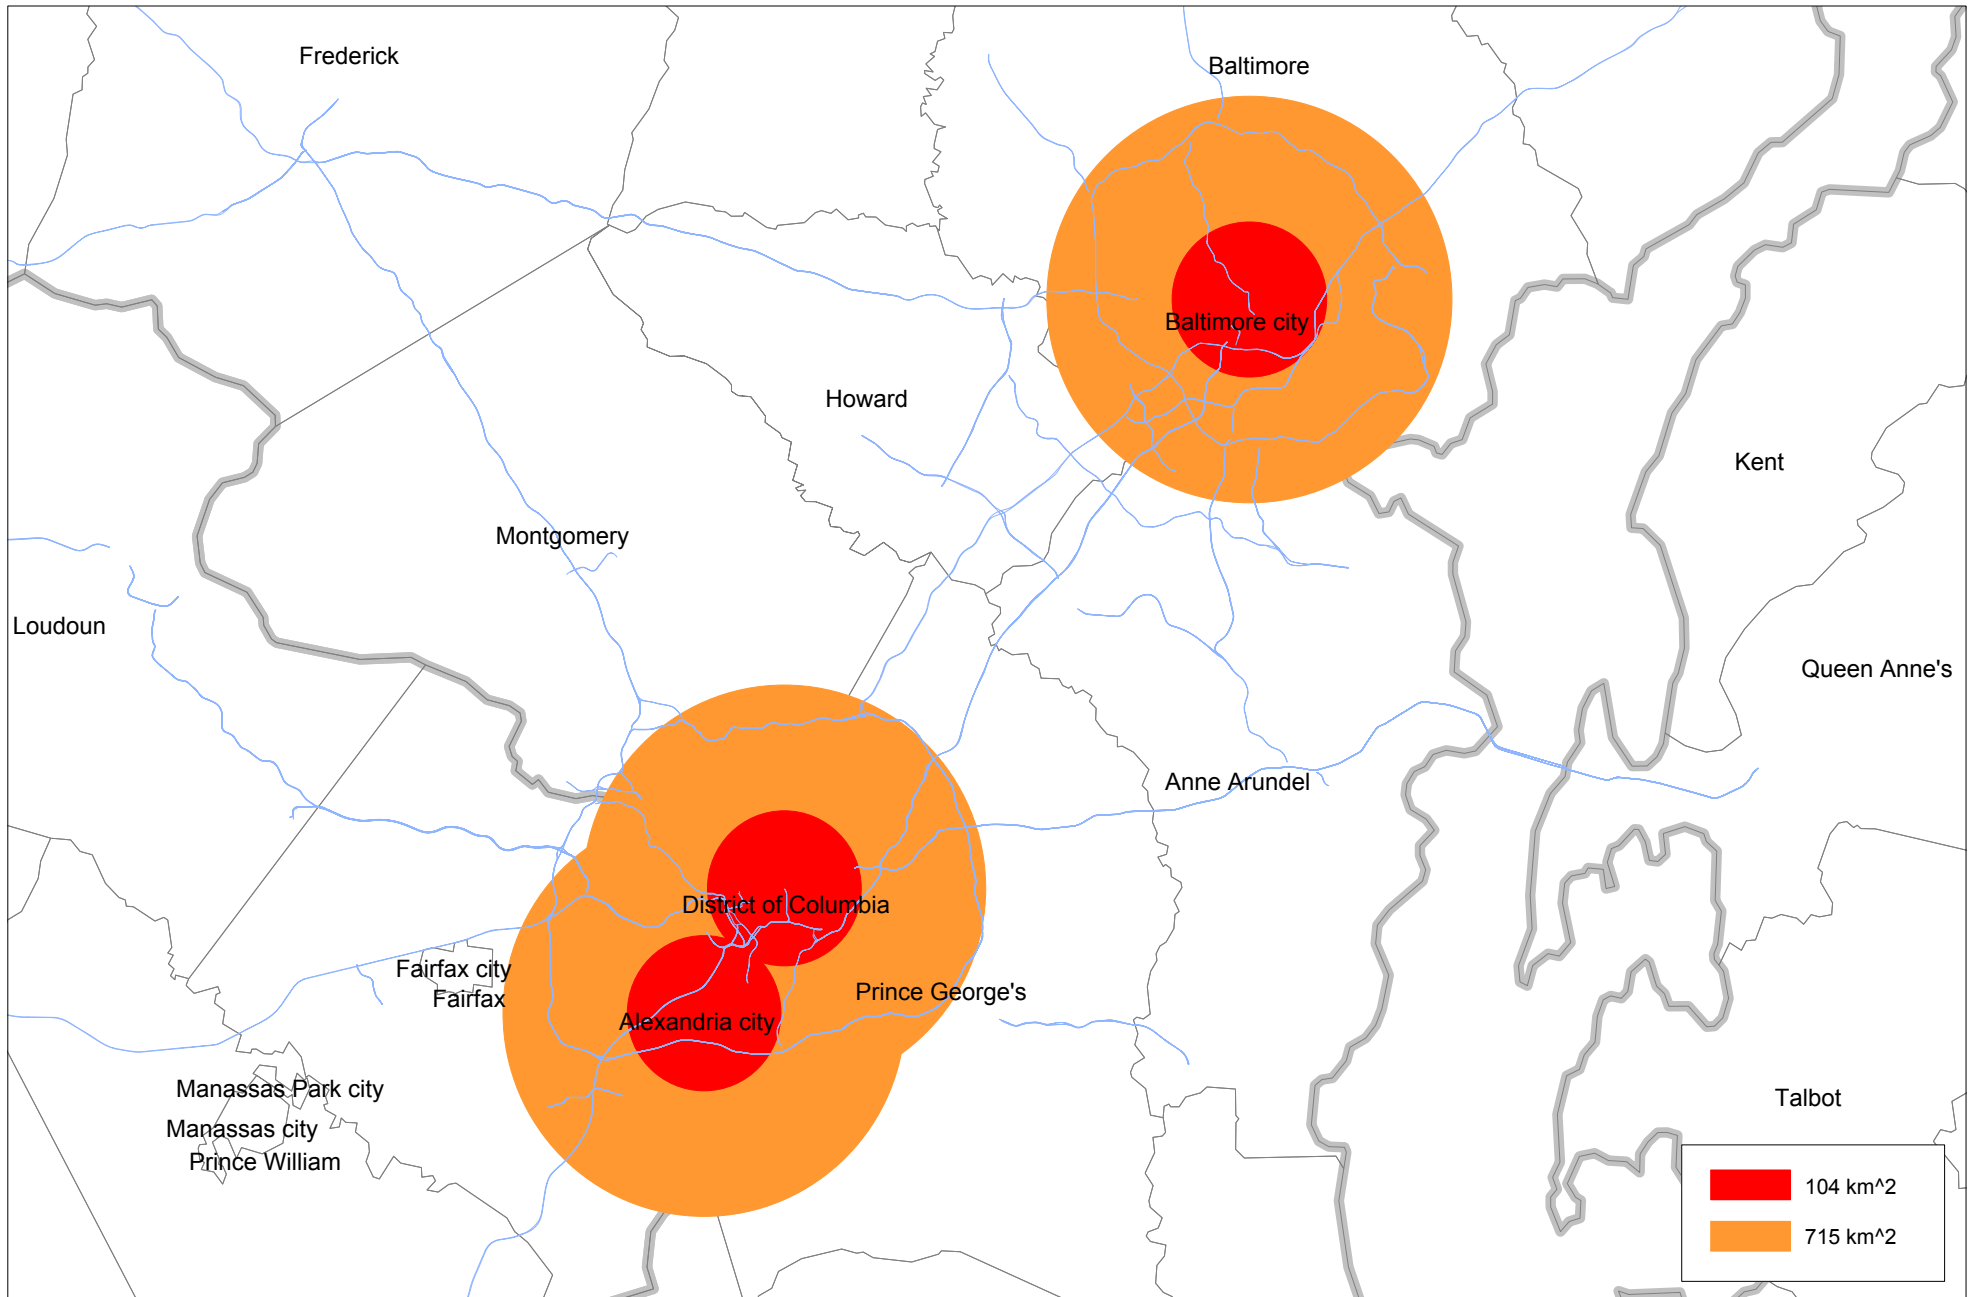 Frederick
Baltimore
Baltimore city
Howard
Kent
Montgomery
Loudoun
Queen Anne's
Anne Arundel
District of Columbia
Fairfax city
Fairfax
Prince George's
Alexandria city
Manassas Park city
Manassas city
Prince William
Talbot
104 km^2
715 km^2